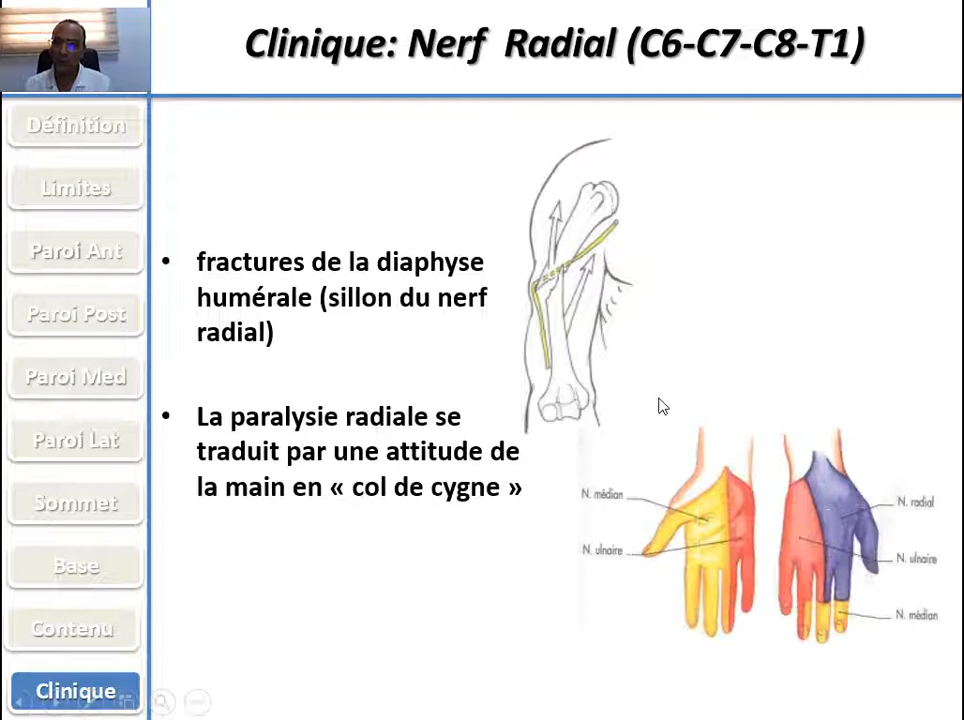 Clinique: Nerf Radial (C6-C7-C8-T1)
Définition
Limites
Paroi Ant
Paroi Post
Paroi Med
Paroi Lat
Sommet
Base
Contenu
Clinique
• fractures de la diaphyse
humérale (sillon du nerf
radial)
• La paralysie radiale se
traduit par une attitude de
la main en « col de cygne »
N. médian
N. ulnaire
N. radial
N. ulnaire
N. médian